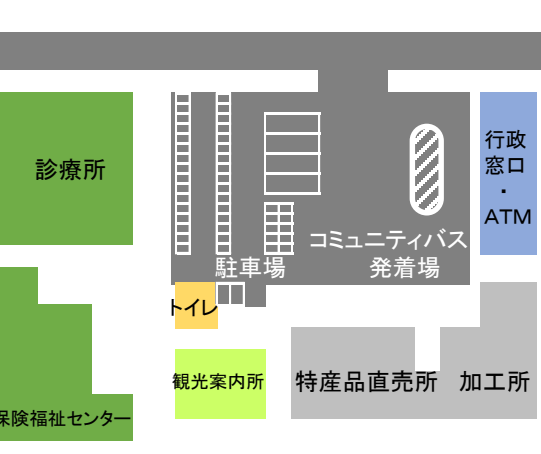 行政
窓口
・
ATM
診療所
コミュニティバス
発着場
駐車場
トイレ
観光案内所
特産品直売所
加工所
保険福祉センター